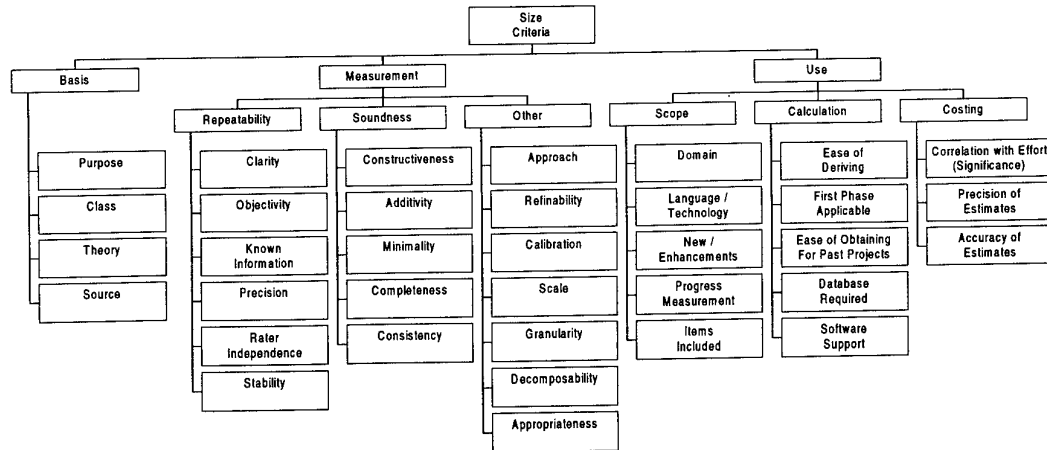 Size
Criteria
Basis
Measurement
Use
Repeatability
Soundness
Other
Scope
Calculation
Costing
Purpose
Class
Theory
Source
Clarity
Objectivity
Known
Information
Precision
Rater
Independence
Stability
Constructiveness
Additivity
Minimality
Completeness
Consistency
Approach
Refinability
Calibration
Scale
Granularity
Decomposability
Appropriateness
Domain
Language /
Technology
New /
Enhancements
Progress
Measurement
Items
Included
Ease of
Deriving
First Phase
Applicable
Ease of Obtaining
For Past Projects
Database
Required
Software
Support
Correlation with Effort
(Significance)
Precision of
Estimates
Accuracy of
Estimates